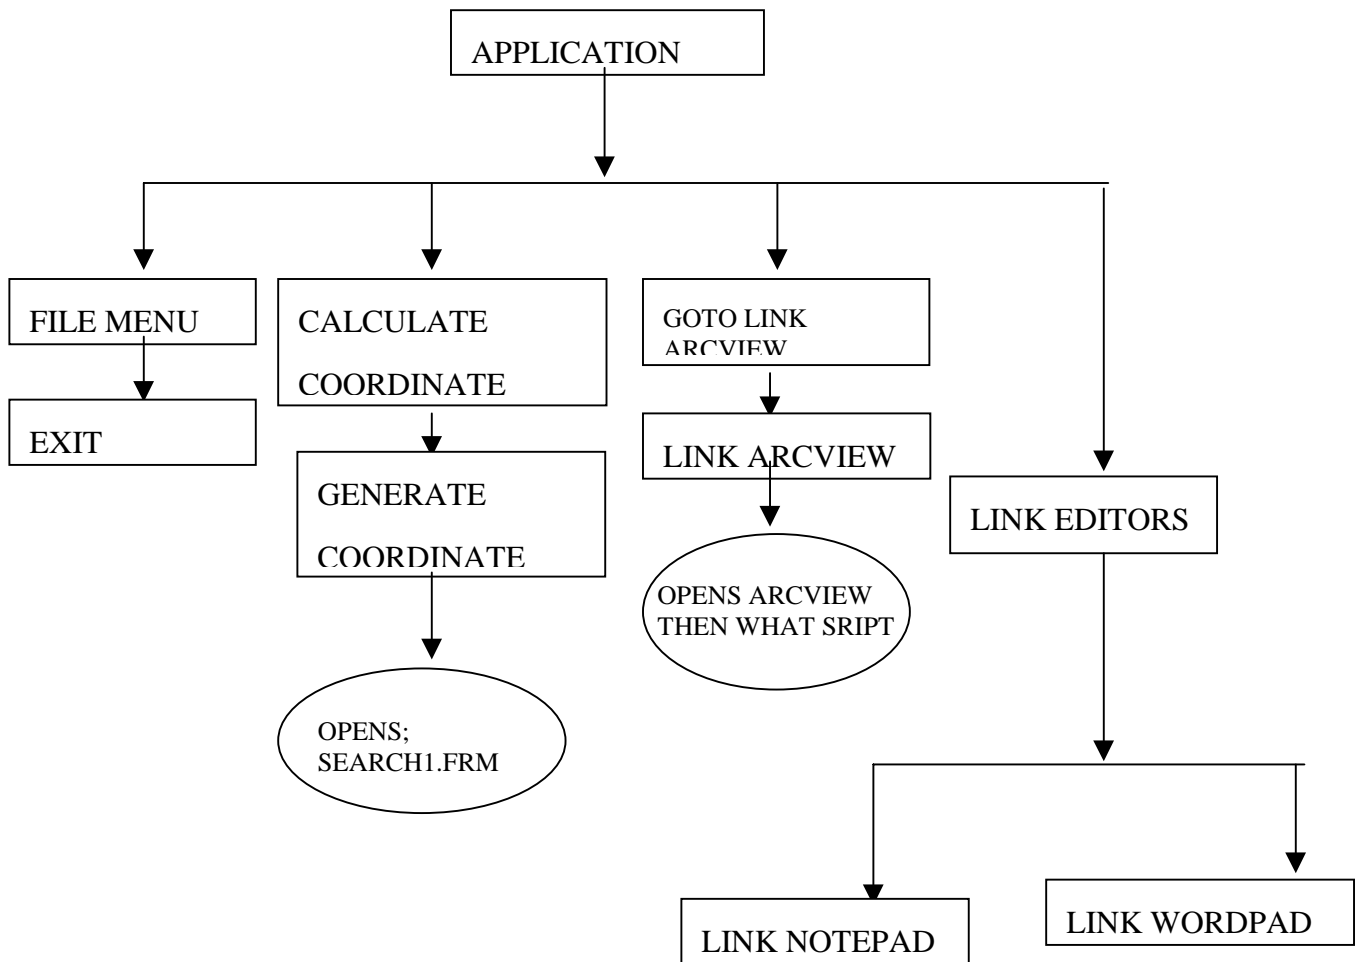 APPLICATION
FILE MENU
CALCULATE
COORDINATE
GOTO LINK
ARCVIEW
EXIT
GENERATE
COORDINATE
LINK ARCVIEW
LINK EDITORS
OPENS ARCVIEW
THEN WHAT SRIPT
OPENS;
SEARCH1.FRM
LINK NOTEPAD
LINK WORDPAD